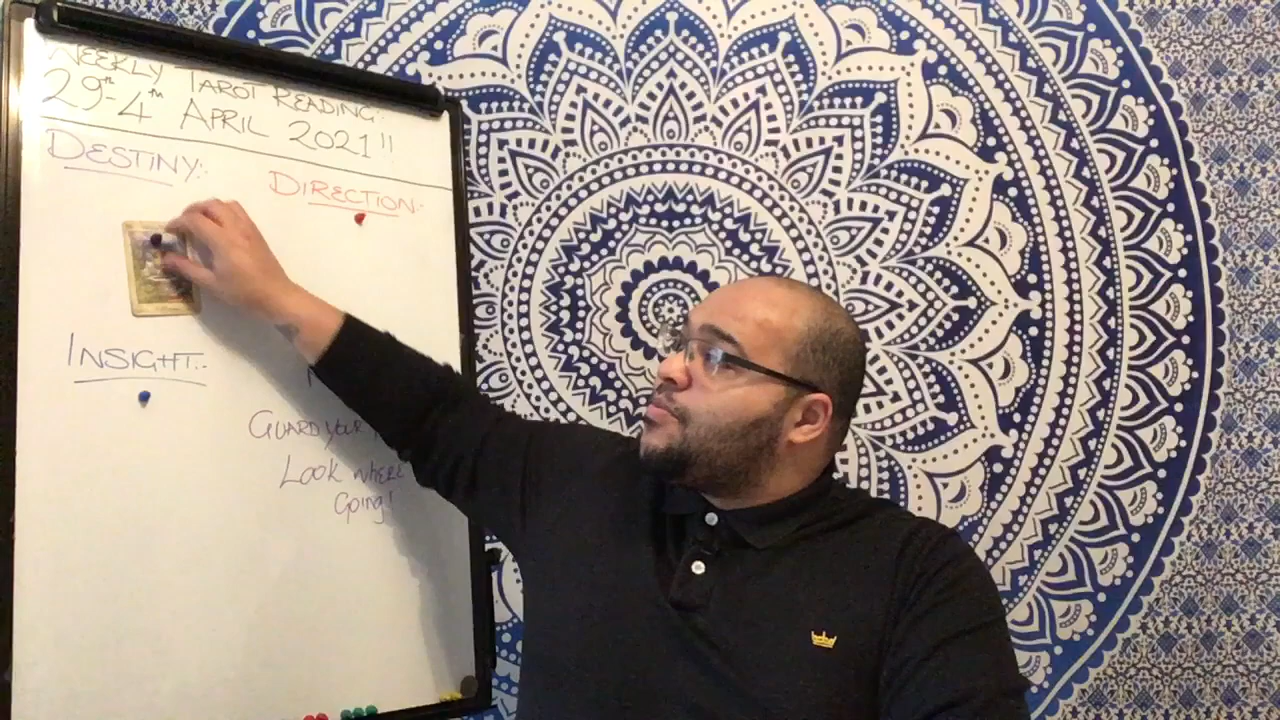 WEEKLY TAROT READING:
29th-4th APRIL 2021!!
DESTINY:
DIRECTION:
INSIGHT:
GUARD YOUR
LOOK WHERE
GOING!